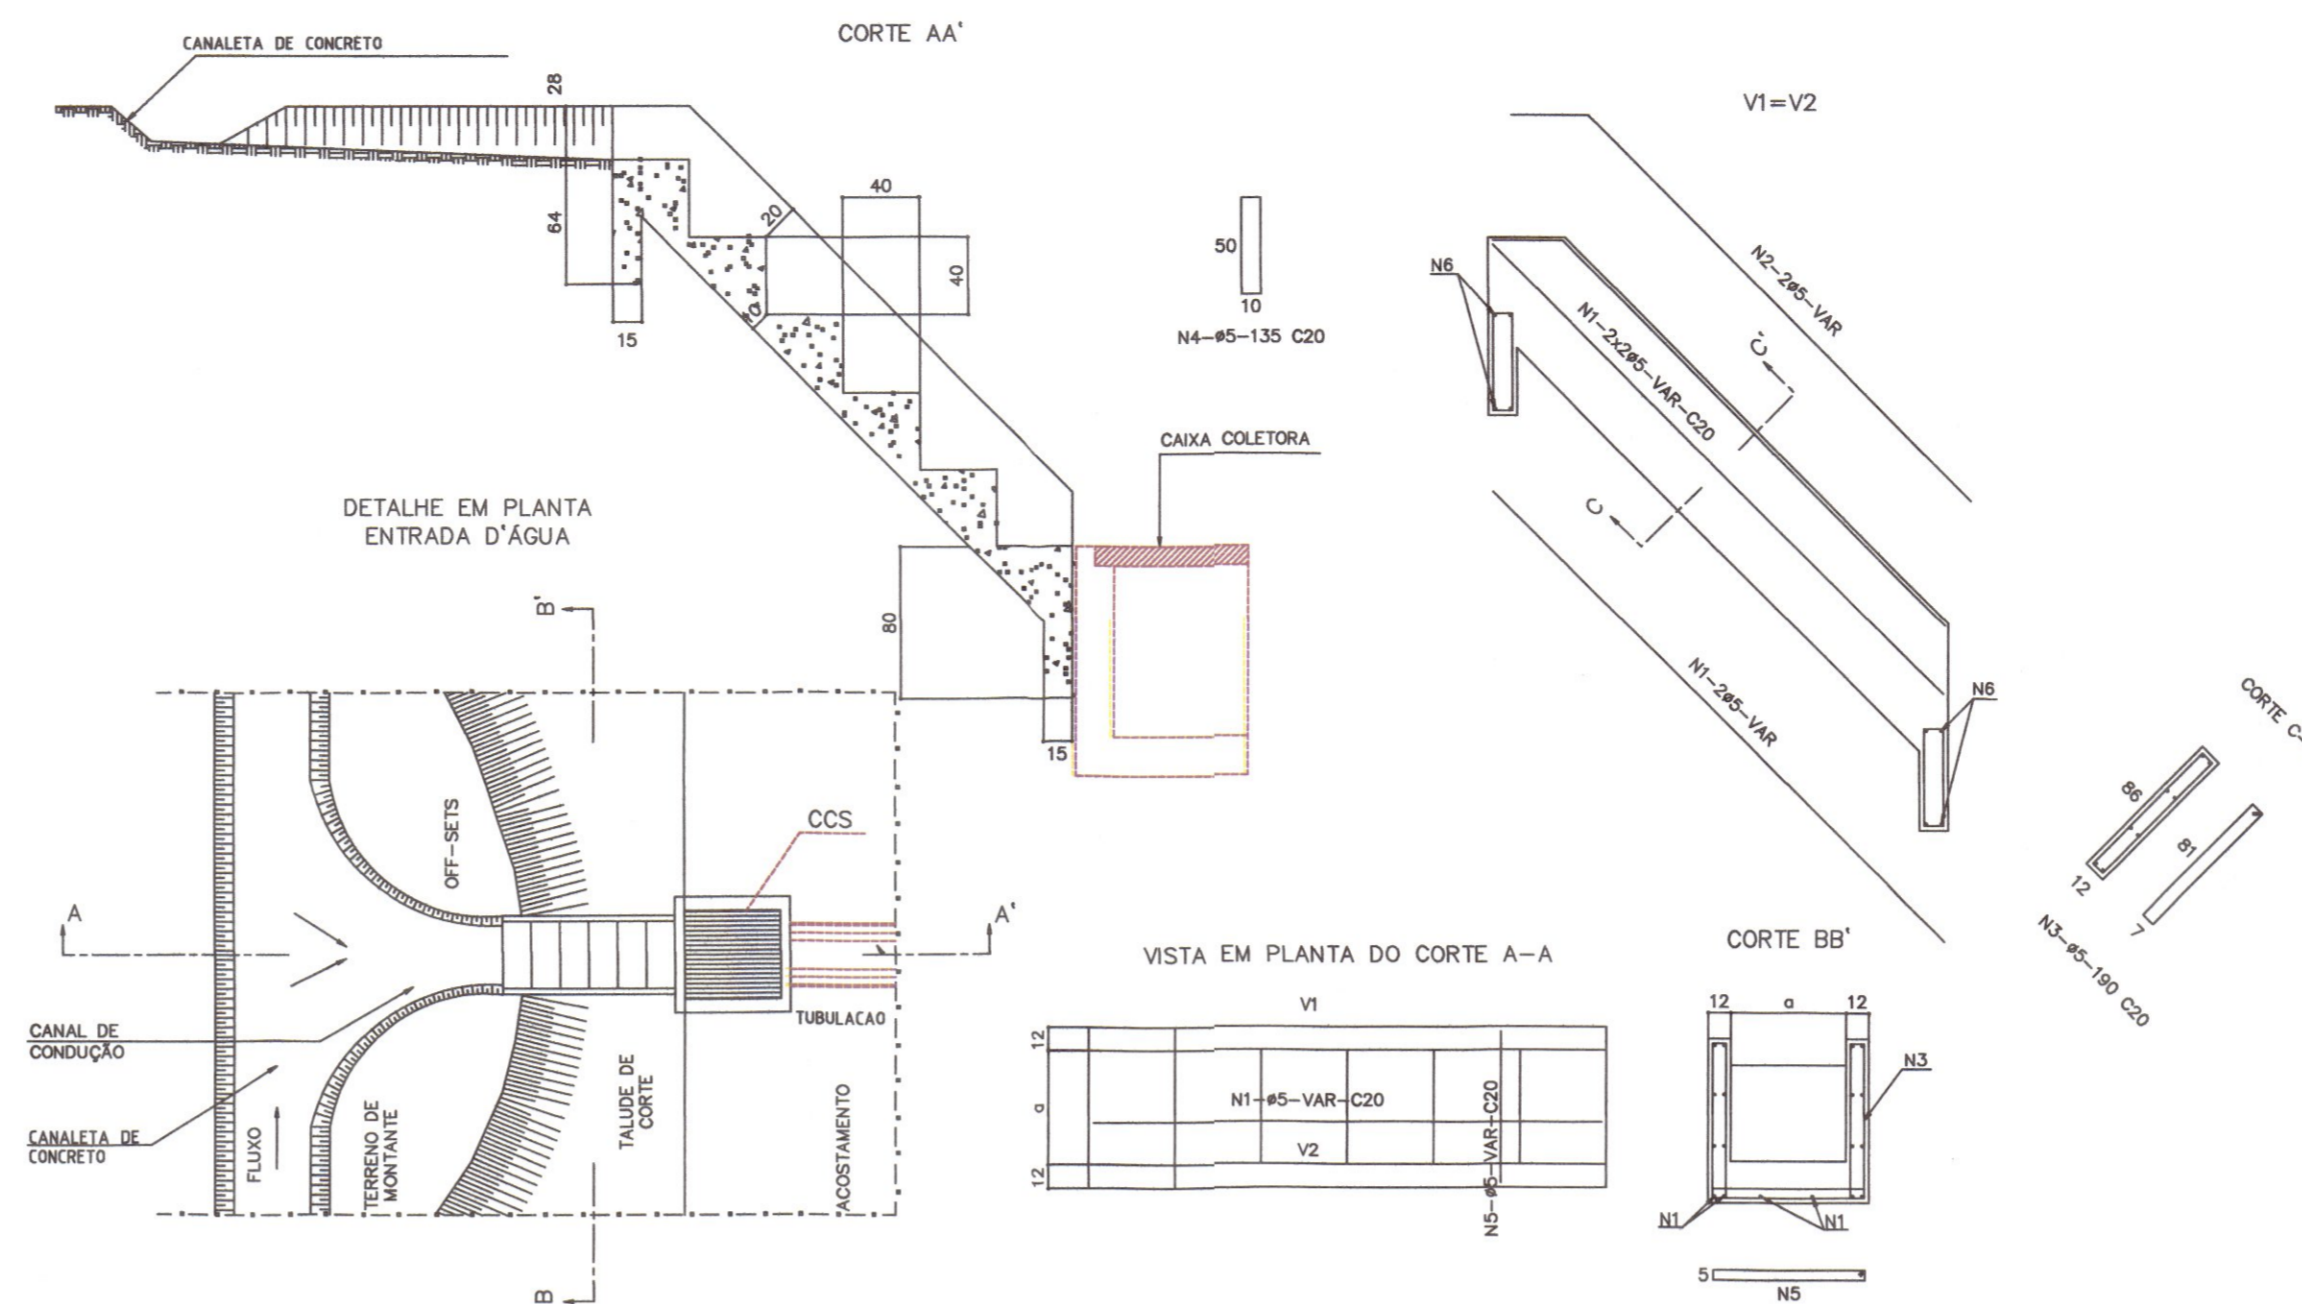 CORTE AA'
CANALETA DE CONCRETO
28
64
15
20
10
40
40
80
15
CAIXA COLETORA
50
10
N4-ø5-135 C20
V1=V2
N6
N2-2ø5-VAR
N1-2x2ø5-VAR-C20
C'
C
N1-2ø5-VAR
N6
CORTE C-
86
12
81
7
N3-ø5-190 C20
DETALHE EM PLANTA
ENTRADA D'ÁGUA
B'
OFF-SETS
CCS
A
A'
CANAL DE
CONDUÇÃO
CANALETA DE
CONCRETO
FLUXO
TERRENO DE
MONTANTE
TALUDE DE
CORTE
ACOSTAMENTO
TUBULACAO
B
VISTA EM PLANTA DO CORTE A-A
V1
12
a
12
N1-ø5-VAR-C20
V2
N5-ø5-VAR-C20
CORTE BB'
12
a
12
N3
N1
N1
5
N5